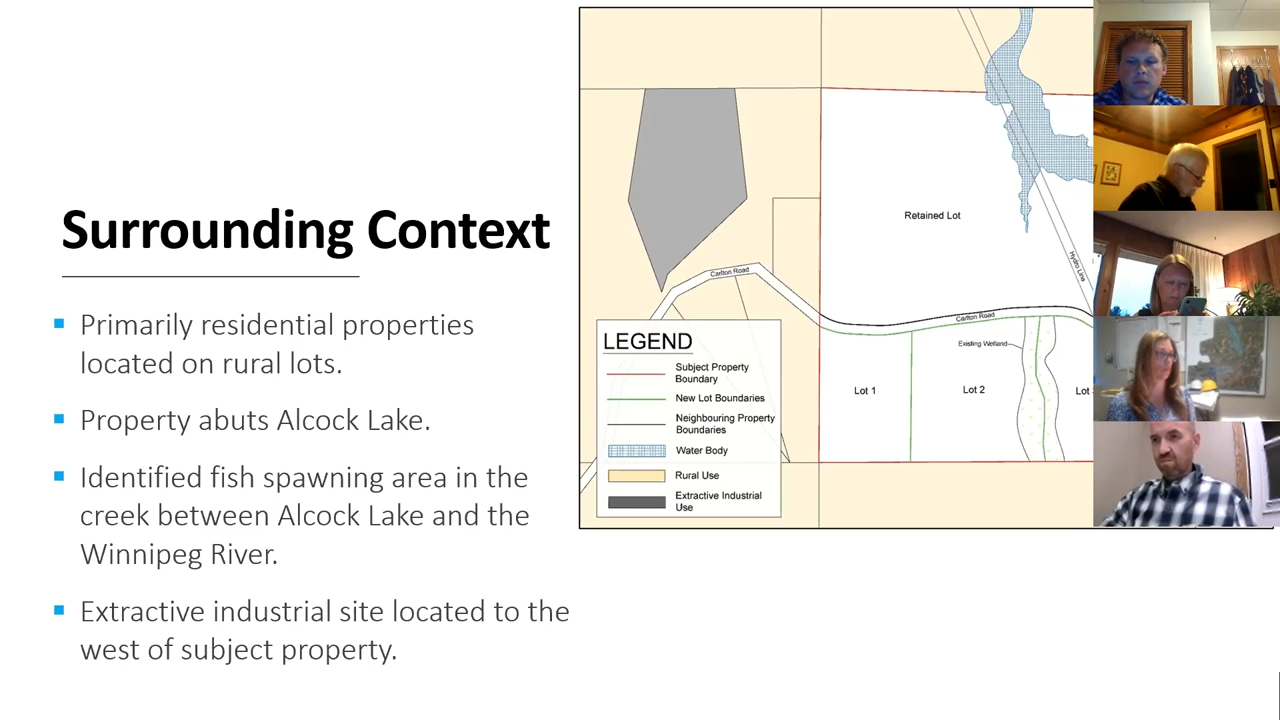 Surrounding Context
Primarily residential properties
located on rural lots.
Property abuts Alcock Lake.
Identified fish spawning area in the
creek between Alcock Lake and the
Winnipeg River.
Extractive industrial site located to the
west of subject property.
Retained Lot
Hydro Line
Carlton Road
Carlton Road
Existing Wetland
Lot 1
Lot 2
Lot
LEGEND
Subject Property
Boundary
New Lot Boundaries
Neighbouring Property
Boundaries
Water Body
Rural Use
Extractive Industrial
Use